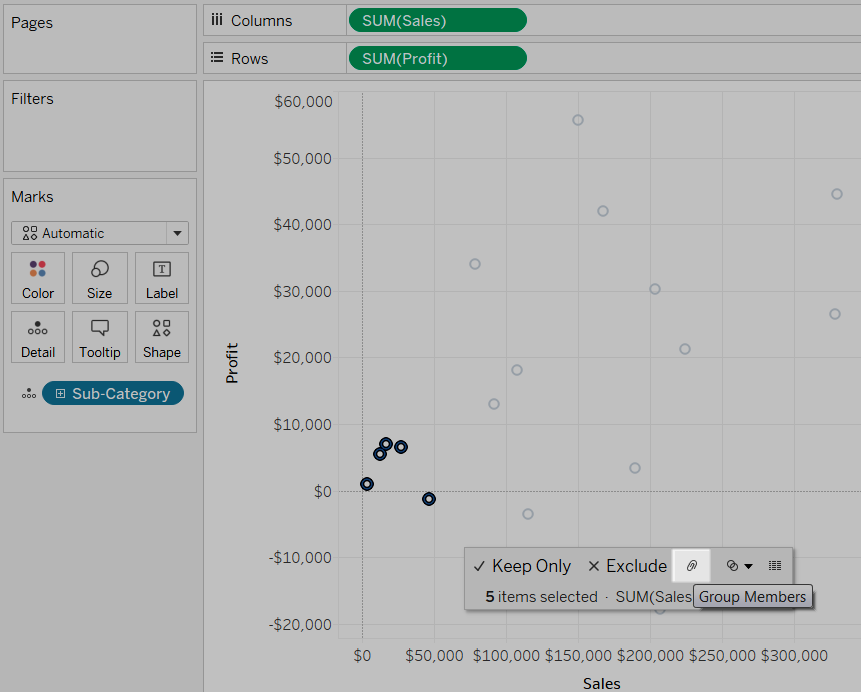 Pages
Columns SUM(Sales)
Rows SUM(Profit)
Filters
Marks
Automatic
Color Size Label
Detail Tooltip Shape
Sub-Category
$60,000
$50,000
$40,000
$30,000
$20,000
$10,000
$0
-$10,000
-$20,000
Profit
Keep Only Exclude
5 items selected · SUM(Sales
Group Members
$0 $50,000 $100,000 $150,000 $200,000 $250,000 $300,000
Sales